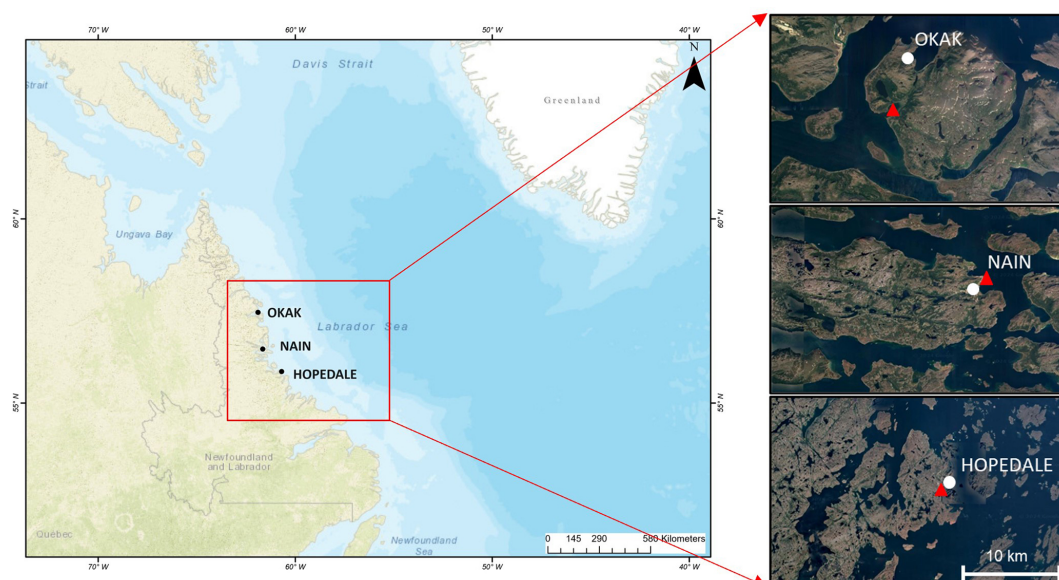 70° W
60° W
50° W
40° W
Davis Strait
N
Strait
Greenland
60° N
60° N
Ungava Bay
OKAK
Labrador Sea
NAIN
HOPEDALE
55° N
55° N
Newfoundland
and Labrador
Québec
Newfoundland
Sea
0 145 290 580 Kilometers
70° W
60° W
50° W
40° W
OKAK
NAIN
HOPEDALE
10 km